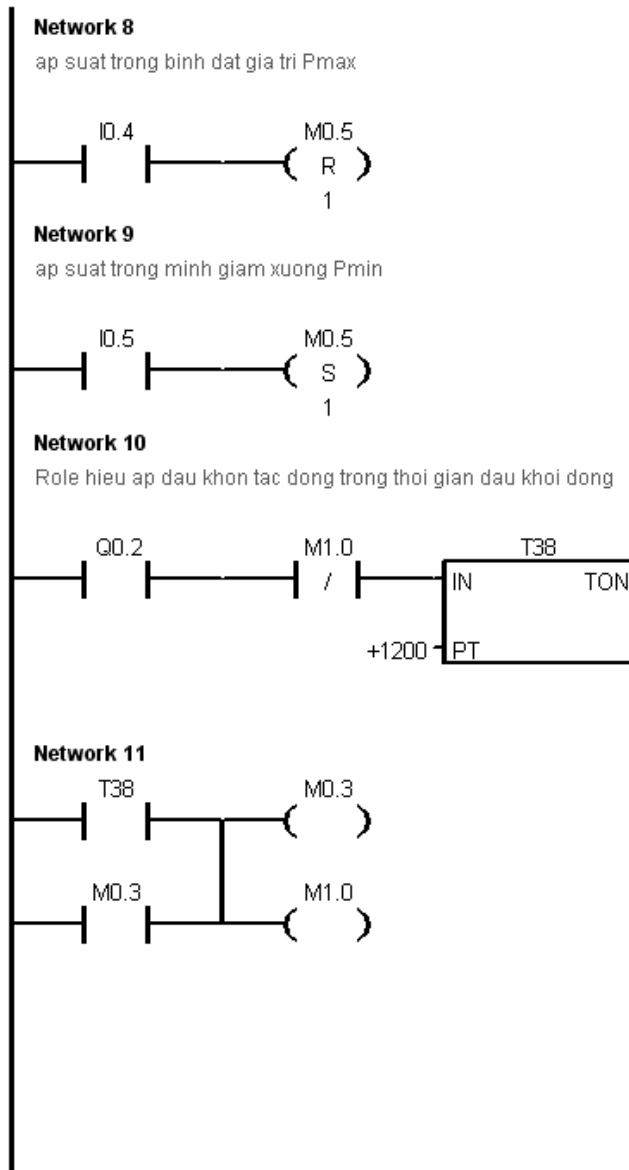 Network 8
ap suat trong binh dat gia tri Pmax
I0.4 M0.5
R
1
Network 9
ap suat trong minh giam xuong Pmin
I0.5 M0.5
S
1
Network 10
Role hieu ap dau khon tac dong trong thoi gian dau khoi dong
Q0.2 M1.0 T38
/ IN TON
+1200 PT
Network 11
T38 M0.3
M0.3 M1.0